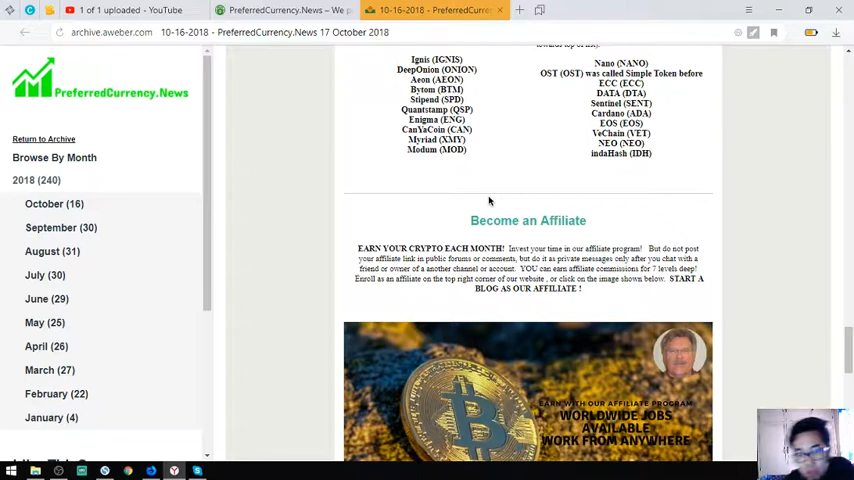 1 of 1 uploaded - YouTube
PreferredCurrency.News – We p
10-16-2018 - PreferredCurre
archive.aweber.com
10-16-2018 - PreferredCurrency.News 17 October 2018
PreferredCurrency.News
Return to Archive
Browse By Month
2018 (240)
October (16)
September (30)
August (31)
July (30)
June (29)
May (25)
April (26)
March (27)
February (22)
January (4)
Ignis (IGNIS)
DeepOnion (ONION)
Aeon (AEON)
Bytom (BTM)
Stipend (SPD)
Quantstamp (QSP)
Enigma (ENG)
CanYaCoin (CAN)
Myriad (XMY)
Modum (MOD)
Nano (NANO)
OST (OST) was called Simple Token before
ECC (ECC)
DATA (DTA)
Sentinel (SENT)
Cardano (ADA)
EOS (EOS)
VeChain (VET)
NEO (NEO)
indaHash (IDH)
Become an Affiliate
EARN YOUR CRYPTO EACH MONTH! Invest your time in our affiliate program! But do not post
your affiliate link in public forums or comments, but do it as private messages only after you chat with a
friend or owner of a another channel or account. YOU can earn affiliate commissions for 7 levels deep!
Enroll as an affiliate on the top right corner of our website , or click on the image shown below. START A
BLOG AS OUR AFFILIATE !
EARN WITH OUR AFFILIATE PROGRAM
WORLDWIDE JOBS
AVAILABLE
WORK FROM ANYWHERE